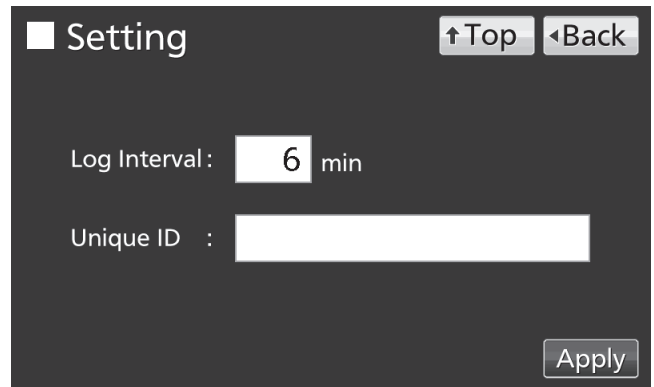 Setting
↑Top
◂Back
Log Interval: 6 min
Unique ID :
Apply